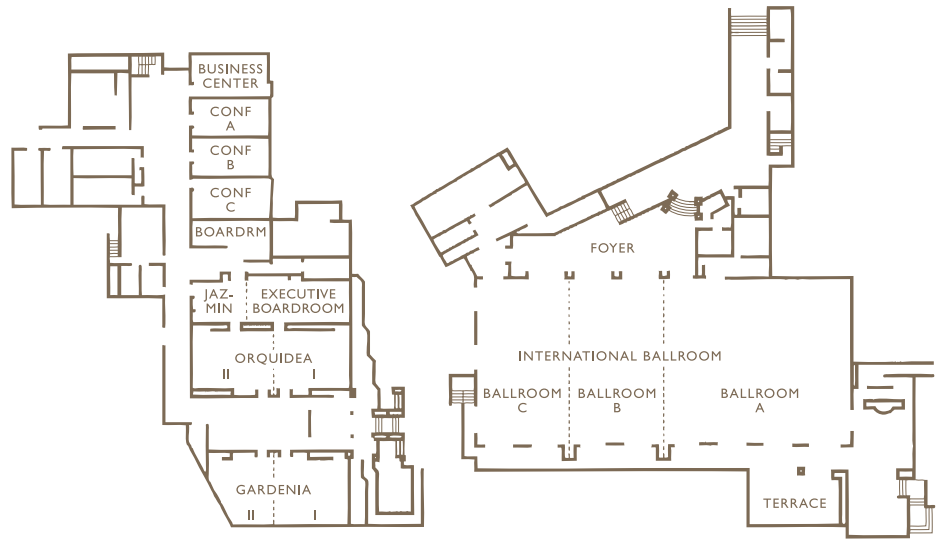 BUSINESS
CENTER
CONF
A
CONF
B
CONF
C
BOARDRM
JAZ-
MIN
EXECUTIVE
BOARDROOM
ORQUIDEA
II I
GARDENIA
II I
FOYER
INTERNATIONAL BALLROOM
BALLROOM
C
BALLROOM
B
BALLROOM
A
TERRACE